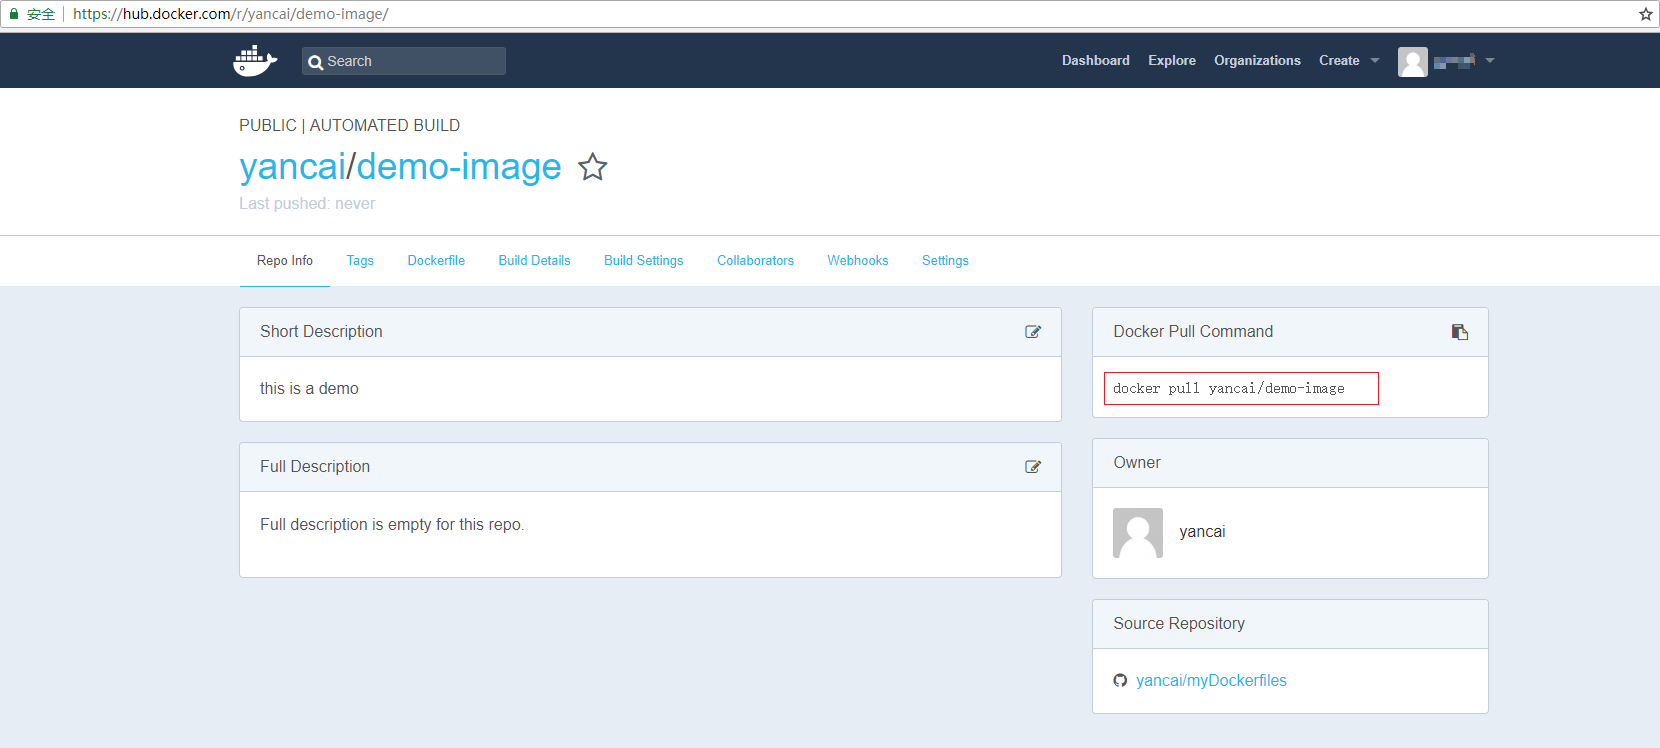 安全 https://hub.docker.com/r/yancai/demo-image/
Search
Dashboard Explore Organizations Create
PUBLIC | AUTOMATED BUILD
yancai/demo-image
Last pushed: never
Repo Info Tags Dockerfile Build Details Build Settings Collaborators Webhooks Settings
Short Description
this is a demo
Full Description
Full description is empty for this repo.
Docker Pull Command
docker pull yancai/demo-image
Owner
yancai
Source Repository
yancai/myDockerfiles